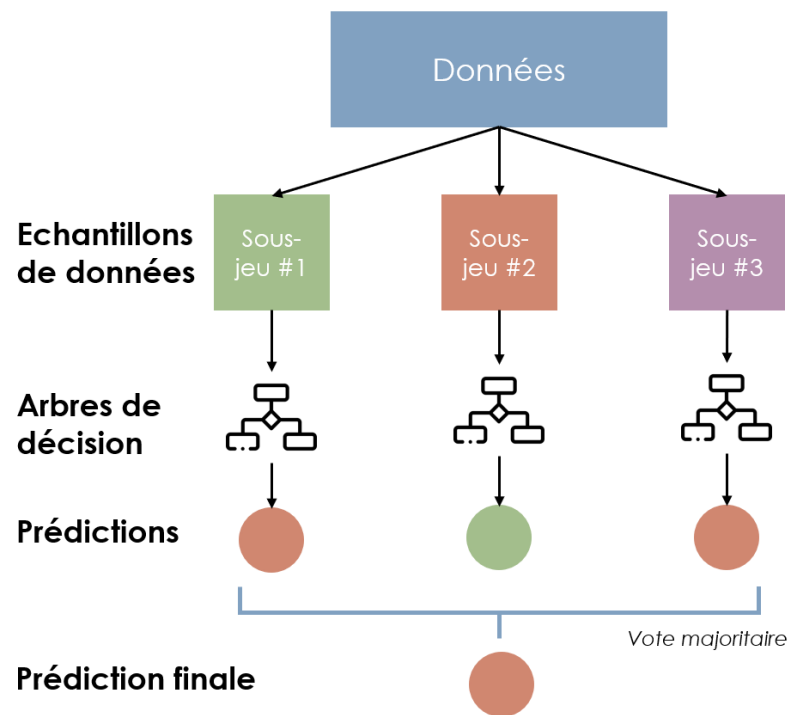 Données
Echantillons
de données
Sous-
jeu #1
Sous-
jeu #2
Sous-
jeu #3
Arbres de
décision
Prédictions
Vote majoritaire
Prédiction finale